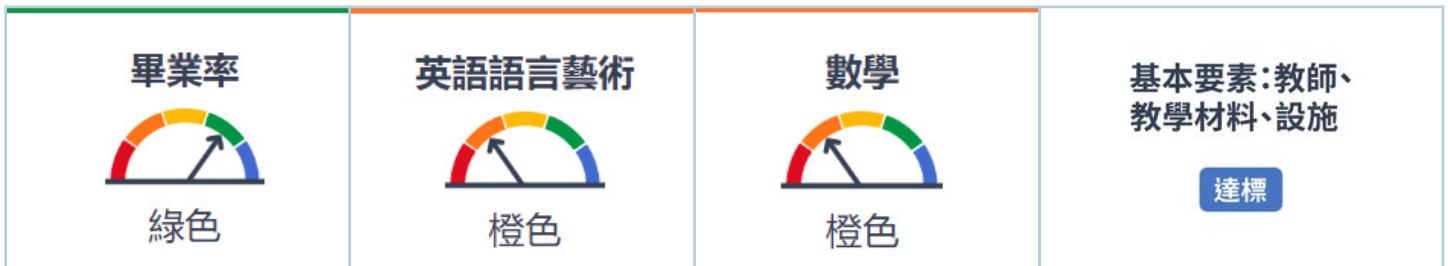 畢業率
綠色
英語語言藝術
橙色
數學
橙色
基本要素：教師、
教學材料、設施
達標